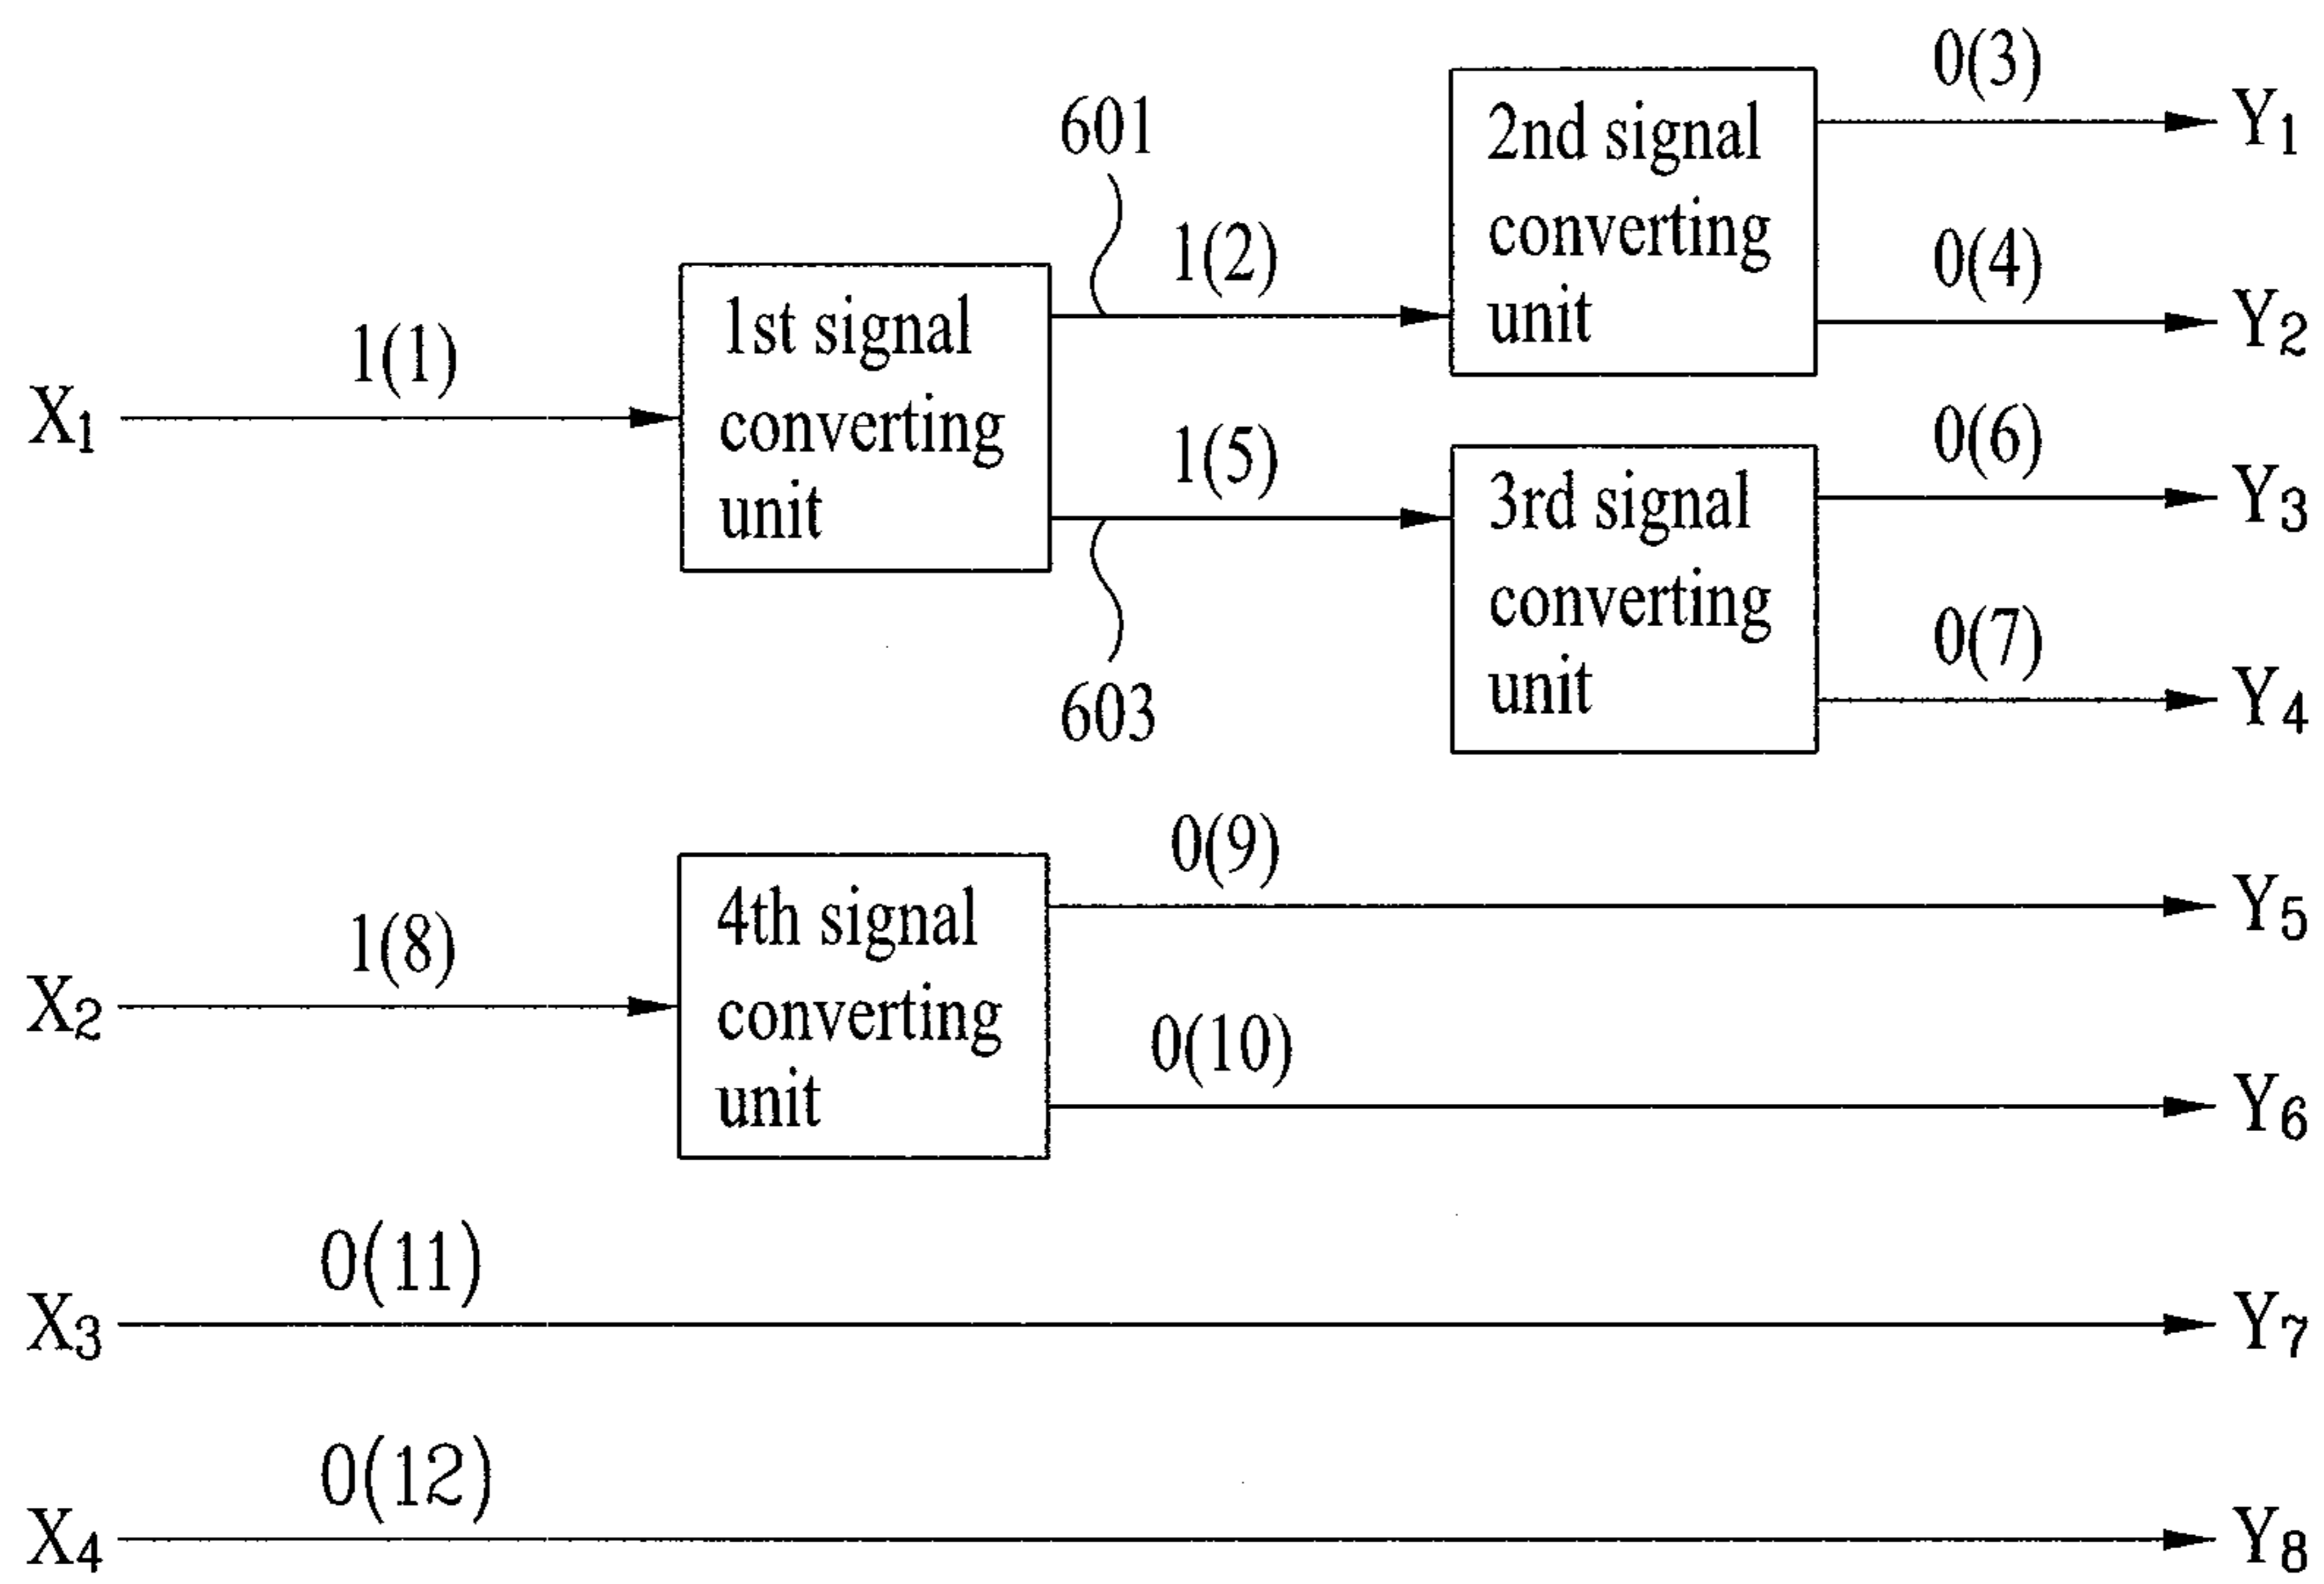 0(3)
Y1
601
2nd signal
converting
unit
1(2)
0(4)
Y2
1(1)
X1
1st signal
converting
unit
1(5)
0(6)
Y3
3rd signal
converting
unit
0(7)
Y4
603
0(9)
Y5
1(8)
X2
4th signal
converting
unit
0(10)
Y6
0(11)
X3
Y7
0(12)
X4
Y8